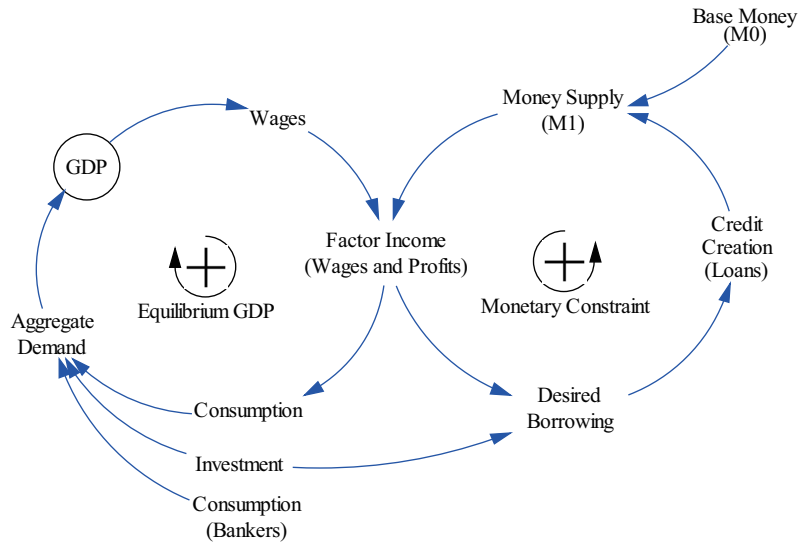 Base Money
(M0)
Money Supply
(M1)
Wages
GDP
Factor Income
(Wages and Profits)
Credit
Creation
(Loans)
Equilibrium GDP
Monetary Constraint
Aggregate
Demand
Desired
Borrowing
Consumption
Investment
Consumption
(Bankers)